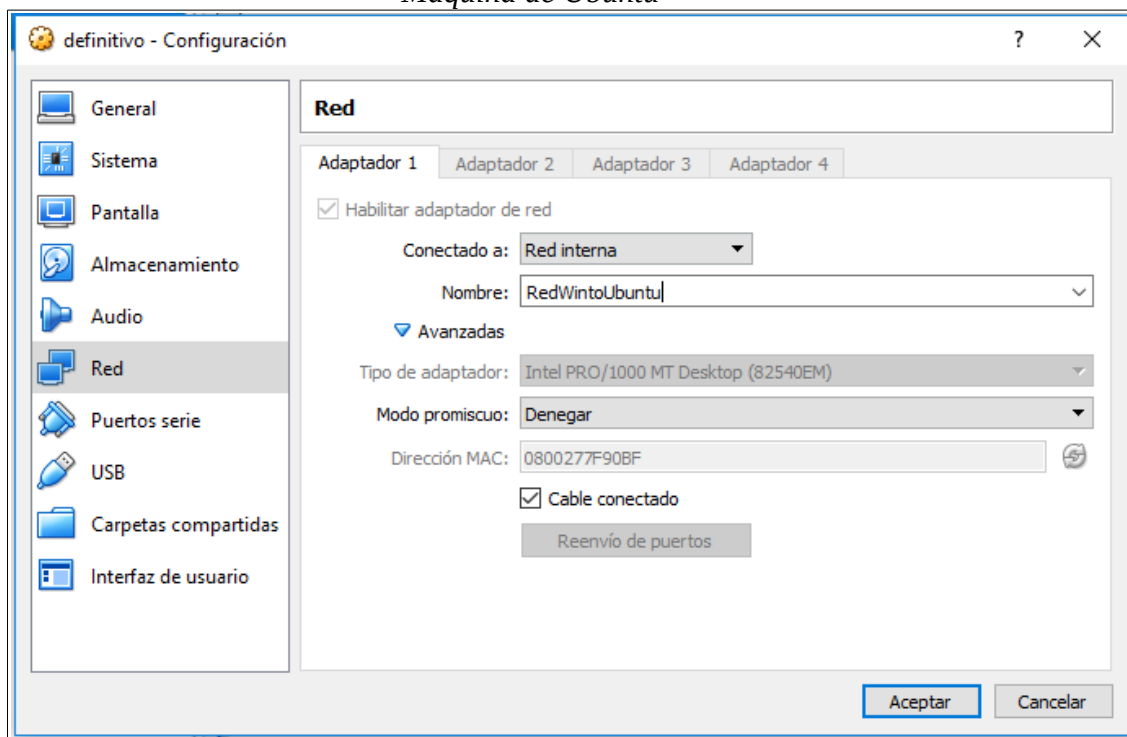 Máquina de Ubuntu
definitivo - Configuración
?
General
Sistema
Pantalla
Almacenamiento
Audio
Red
Puertos serie
USB
Carpetas compartidas
Interfaz de usuario
Red
Adaptador 1 Adaptador 2 Adaptador 3 Adaptador 4
Habilitar adaptador de red
Conectado a: Red interna
Nombre: RedWintoUbuntu
Avanzadas
Tipo de adaptador: Intel PRO/1000 MT Desktop (82540EM)
Modo promiscuo: Denegar
Dirección MAC: 0800277F90BF
Cable conectado
Reenvío de puertos
Aceptar Cancelar